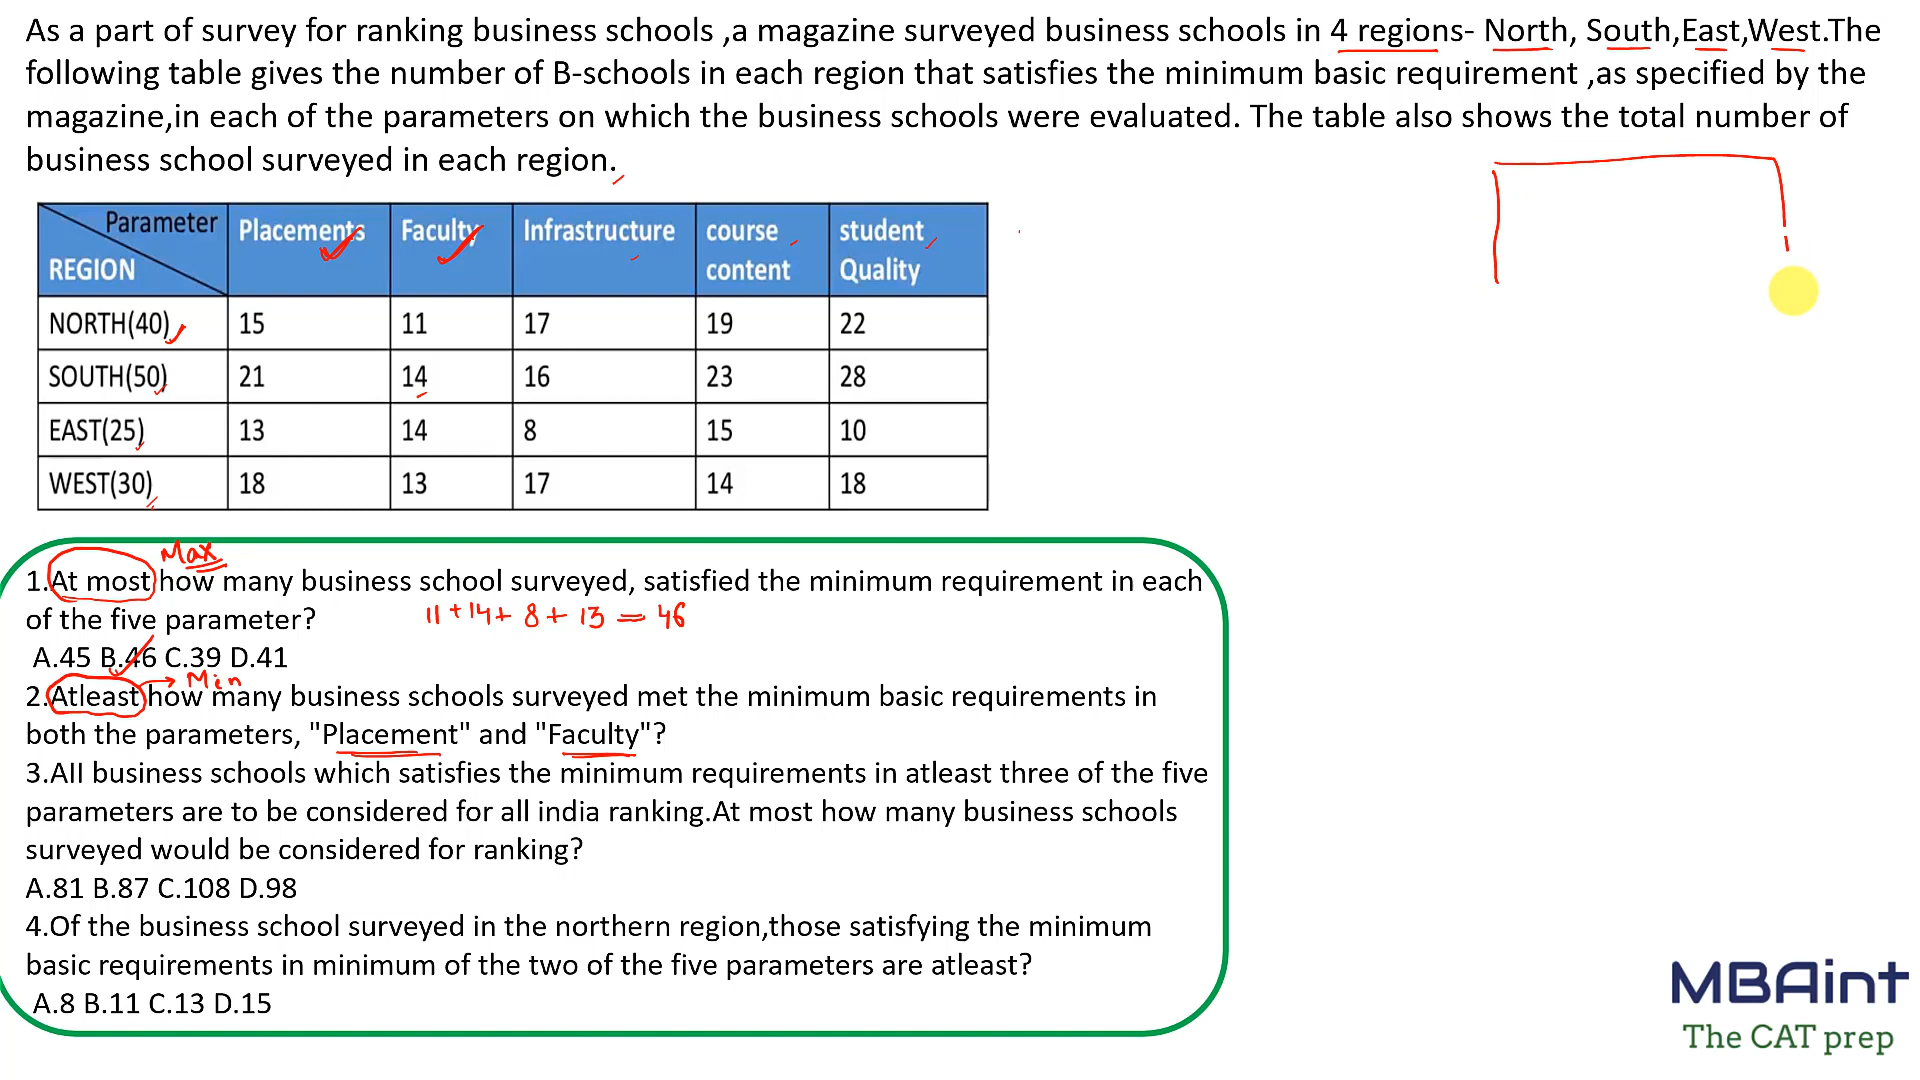 As a part of survey for ranking business schools ,a magazine surveyed business schools in 4 regions- North, South,East,West.The
following table gives the number of B-schools in each region that satisfies the minimum basic requirement ,as specified by the
magazine,in each of the parameters on which the business schools were evaluated. The table also shows the total number of
business school surveyed in each region.
Parameter REGION Placements Faculty Infrastructure course content student Quality
NORTH(40) 15 11 17 19 22
SOUTH(50) 21 14 16 23 28
EAST(25) 13 14 8 15 10
WEST(30) 18 13 17 14 18
Max
1.At most how many business school surveyed, satisfied the minimum requirement in each
of the five parameter? 11+14+8+13=46
A.45 B.46 C.39 D.41
Min
2.Atleast how many business schools surveyed met the minimum basic requirements in
both the parameters, "Placement" and "Faculty"?
3.All business schools which satisfies the minimum requirements in atleast three of the five
parameters are to be considered for all india ranking.At most how many business schools
surveyed would be considered for ranking?
A.81 B.87 C.108 D.98
4.Of the business school surveyed in the northern region,those satisfying the minimum
basic requirements in minimum of the two of the five parameters are atleast?
A.8 B.11 C.13 D.15
MBAint
The CAT prep